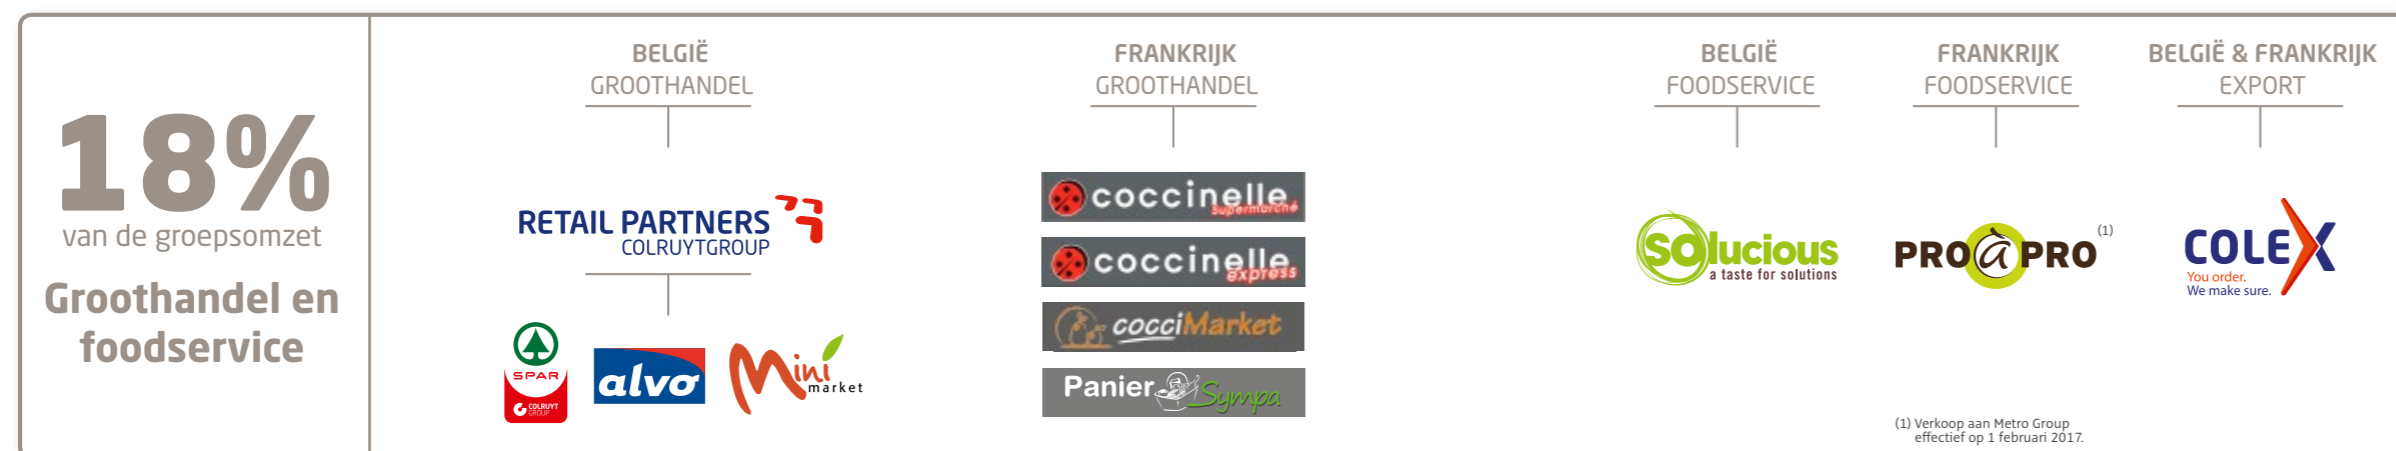 18%
van de groepsomzet
Groothandel en
foodservice
BELGIË
GROOTHANDEL
RETAIL PARTNERS
COLRUYTGROUP
SPAR
COLRUYT
GROUP
alvo
Mini
market
FRANKRIJK
GROOTHANDEL
coccinelle
Supermarché
coccinelle
express
cocciMarket
Panier Sympa
BELGIË
FOODSERVICE
SOlucious
a taste for solutions
FRANKRIJK
FOODSERVICE
PRO à PRO (1)
BELGIË & FRANKRIJK
EXPORT
COLEX
You order.
We make sure.
(1) Verkoop aan Metro Group
effectief op 1 februari 2017.